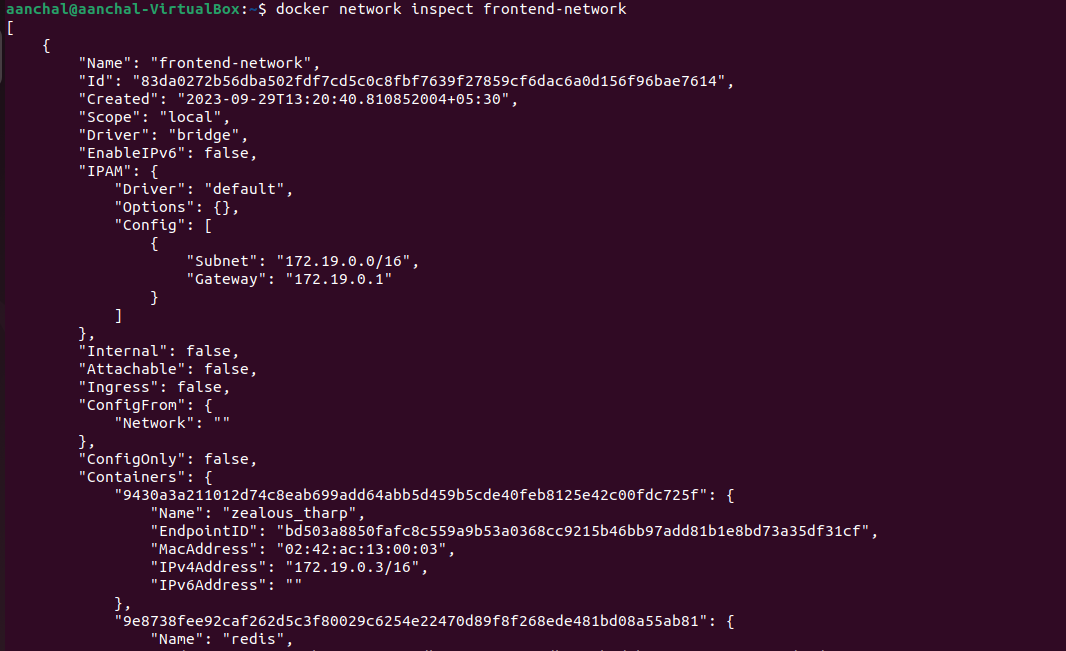 aanchal@aanchal-VirtualBox:~$ docker network inspect frontend-network
[
    {
        "Name": "frontend-network",
        "Id": "83da0272b56dba502fdf7cd5c0c8fbf7639f27859cf6dac6a0d156f96bae7614",
        "Created": "2023-09-29T13:20:40.810852004+05:30",
        "Scope": "local",
        "Driver": "bridge",
        "EnableIPv6": false,
        "IPAM": {
            "Driver": "default",
            "Options": {},
            "Config": [
                {
                    "Subnet": "172.19.0.0/16",
                    "Gateway": "172.19.0.1"
                }
            ]
        },
        "Internal": false,
        "Attachable": false,
        "Ingress": false,
        "ConfigFrom": {
            "Network": ""
        },
        "ConfigOnly": false,
        "Containers": {
            "9430a3a211012d74c8eab699add64abb5d459b5cde40feb8125e42c00fdc725f": {
                "Name": "zealous_tharp",
                "EndpointID": "bd503a8850fafc8c559a9b53a0368cc9215b46bb97add81b1e8bd73a35df31cf",
                "MacAddress": "02:42:ac:13:00:03",
                "IPv4Address": "172.19.0.3/16",
                "IPv6Address": ""
            },
            "9e8738fee92caf262d5c3f80029c6254e22470d89f8f268ede481bd08a55ab81": {
                "Name": "redis",